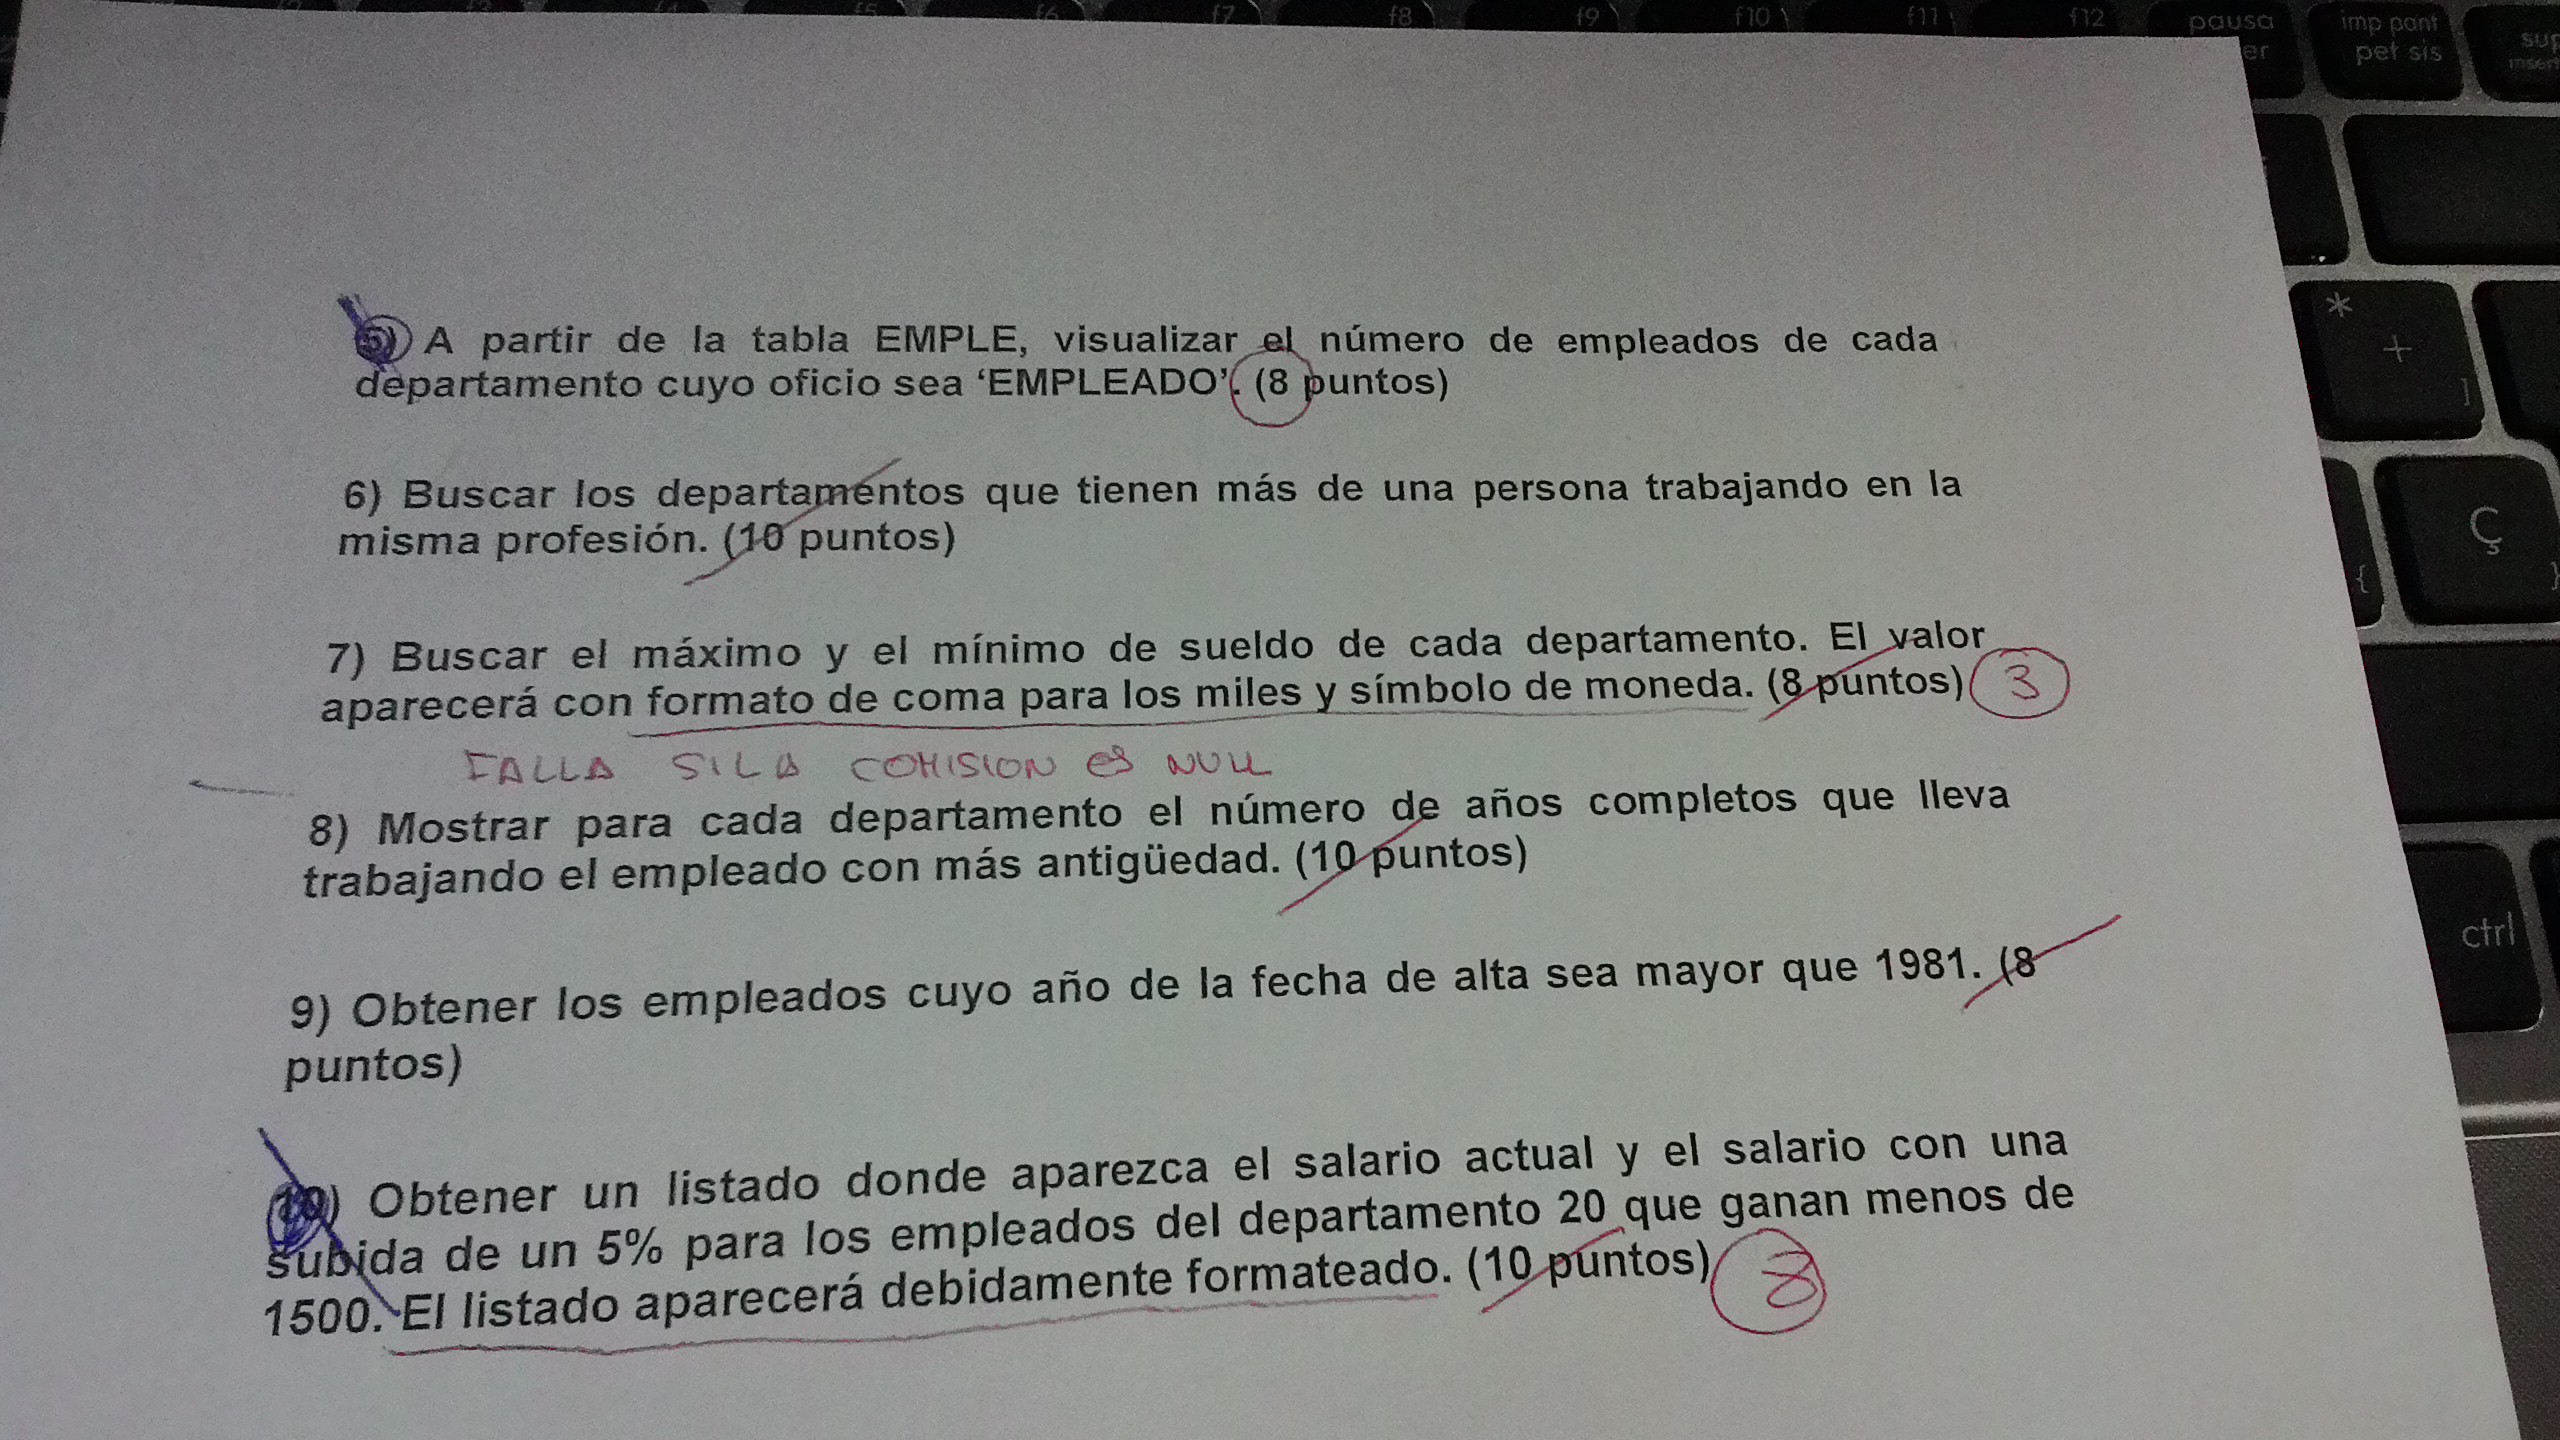 5) A partir de la tabla EMPLE, visualizar el número de empleados de cada
departamento cuyo oficio sea 'EMPLEADO'. (8 puntos)
6) Buscar los departamentos que tienen más de una persona trabajando en la
misma profesión. (10 puntos)
7) Buscar el máximo y el mínimo de sueldo de cada departamento. El valor
aparecerá con formato de coma para los miles y símbolo de moneda. (8 puntos) 3
FALLA SI LA COMISION ES NULL
8) Mostrar para cada departamento el número de años completos que lleva
trabajando el empleado con más antigüedad. (10 puntos)
9) Obtener los empleados cuyo año de la fecha de alta sea mayor que 1981. (8
puntos)
10) Obtener un listado donde aparezca el salario actual y el salario con una
subida de un 5% para los empleados del departamento 20 que ganan menos de
1500. El listado aparecerá debidamente formateado. (10 puntos)
f7
f8
f9
f10
f11
f12
pausa
imp pant
pet sis
* + ]
{
Ç }
ctrl